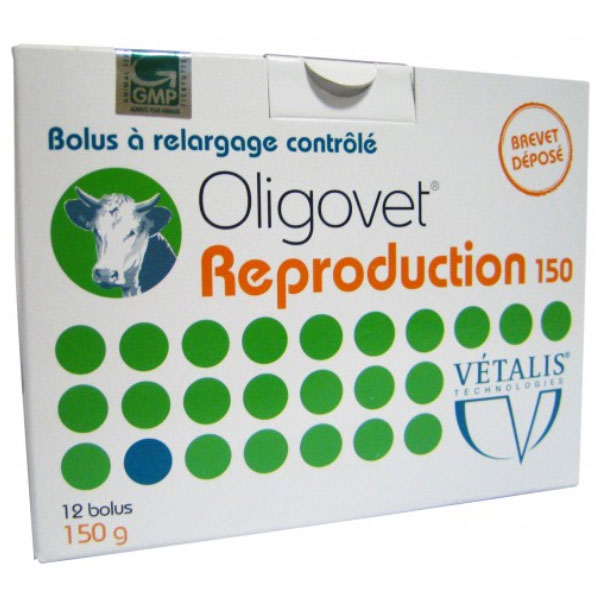 GMP
Bolus à relargage contrôlé
BREVET
DÉPOSÉ
Oligovet®
Reproduction 150
VÉTALIS®
TECHNOLOGIES
12 bolus
150 g